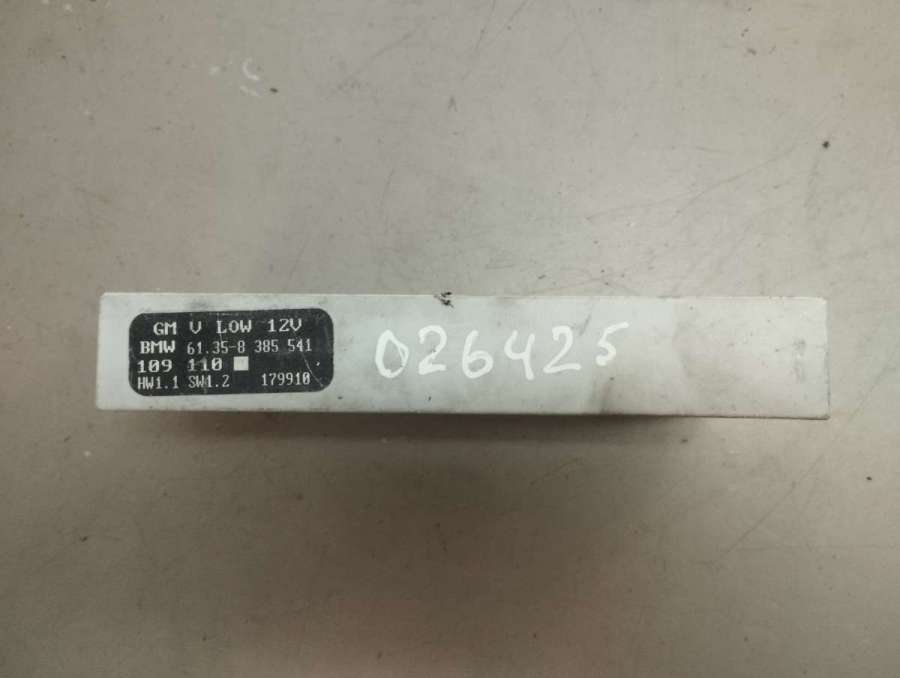 GM V LOW 12V
BMW 61.35-8 385 541
109 110
HW1.1 SW1.2 179910
026425